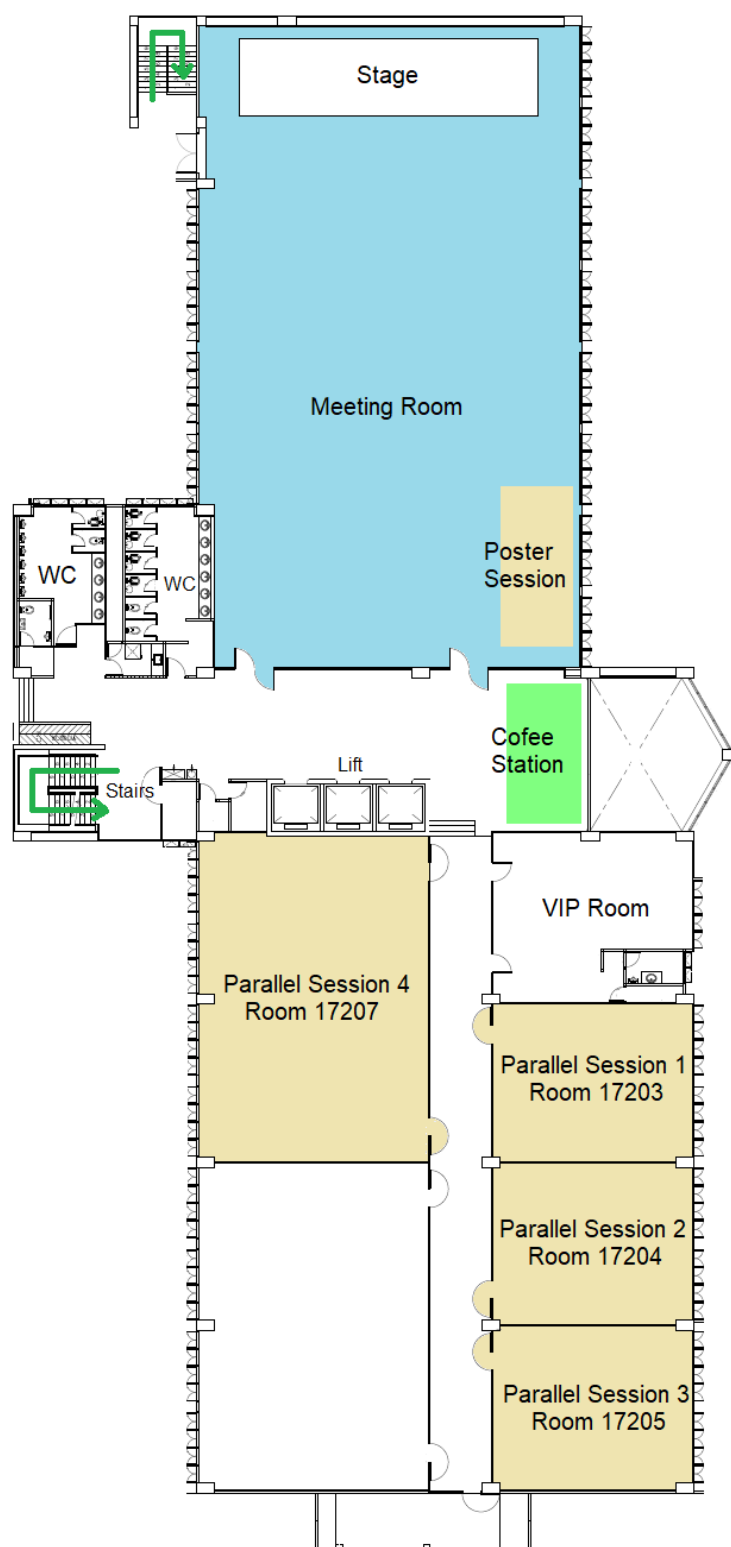 Stage
Meeting Room
Poster
Session
WC
WC
Cofee
Station
Lift
Stairs
VIP Room
Parallel Session 4
Room 17207
Parallel Session 1
Room 17203
Parallel Session 2
Room 17204
Parallel Session 3
Room 17205